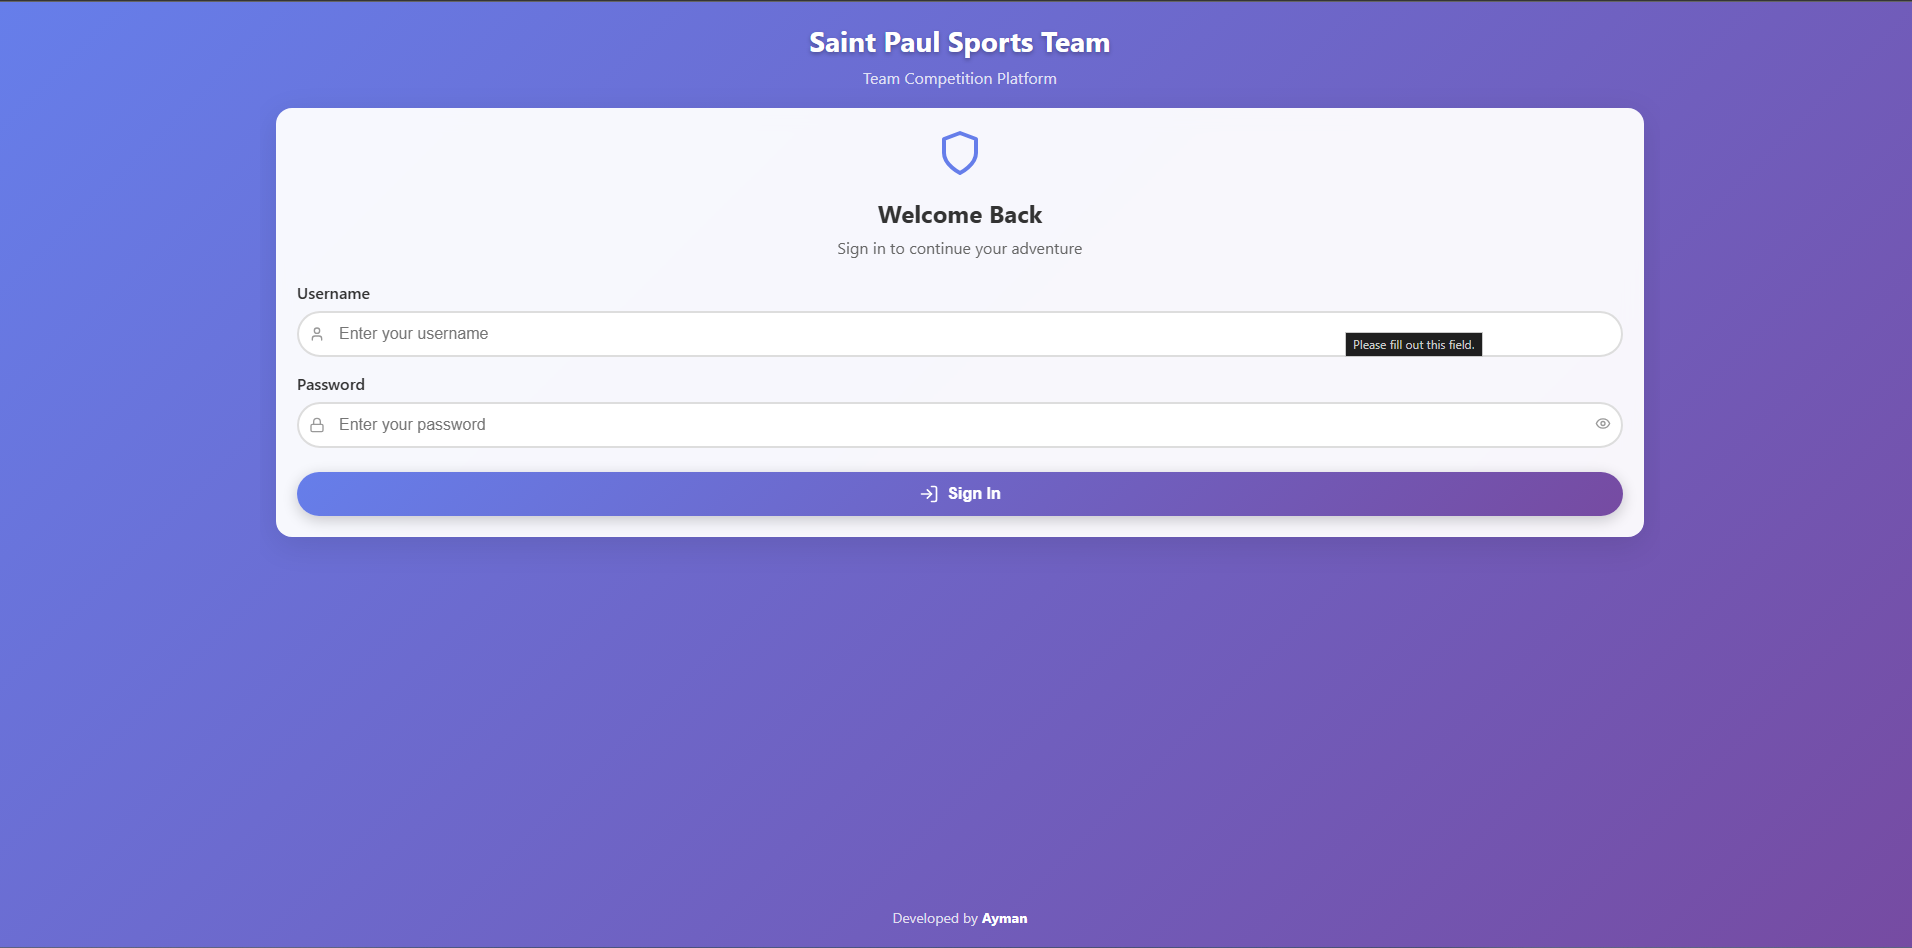 Saint Paul Sports Team
Team Competition Platform
Welcome Back
Sign in to continue your adventure
Username
Enter your username
Please fill out this field.
Password
Enter your password
Sign In
Developed by Ayman